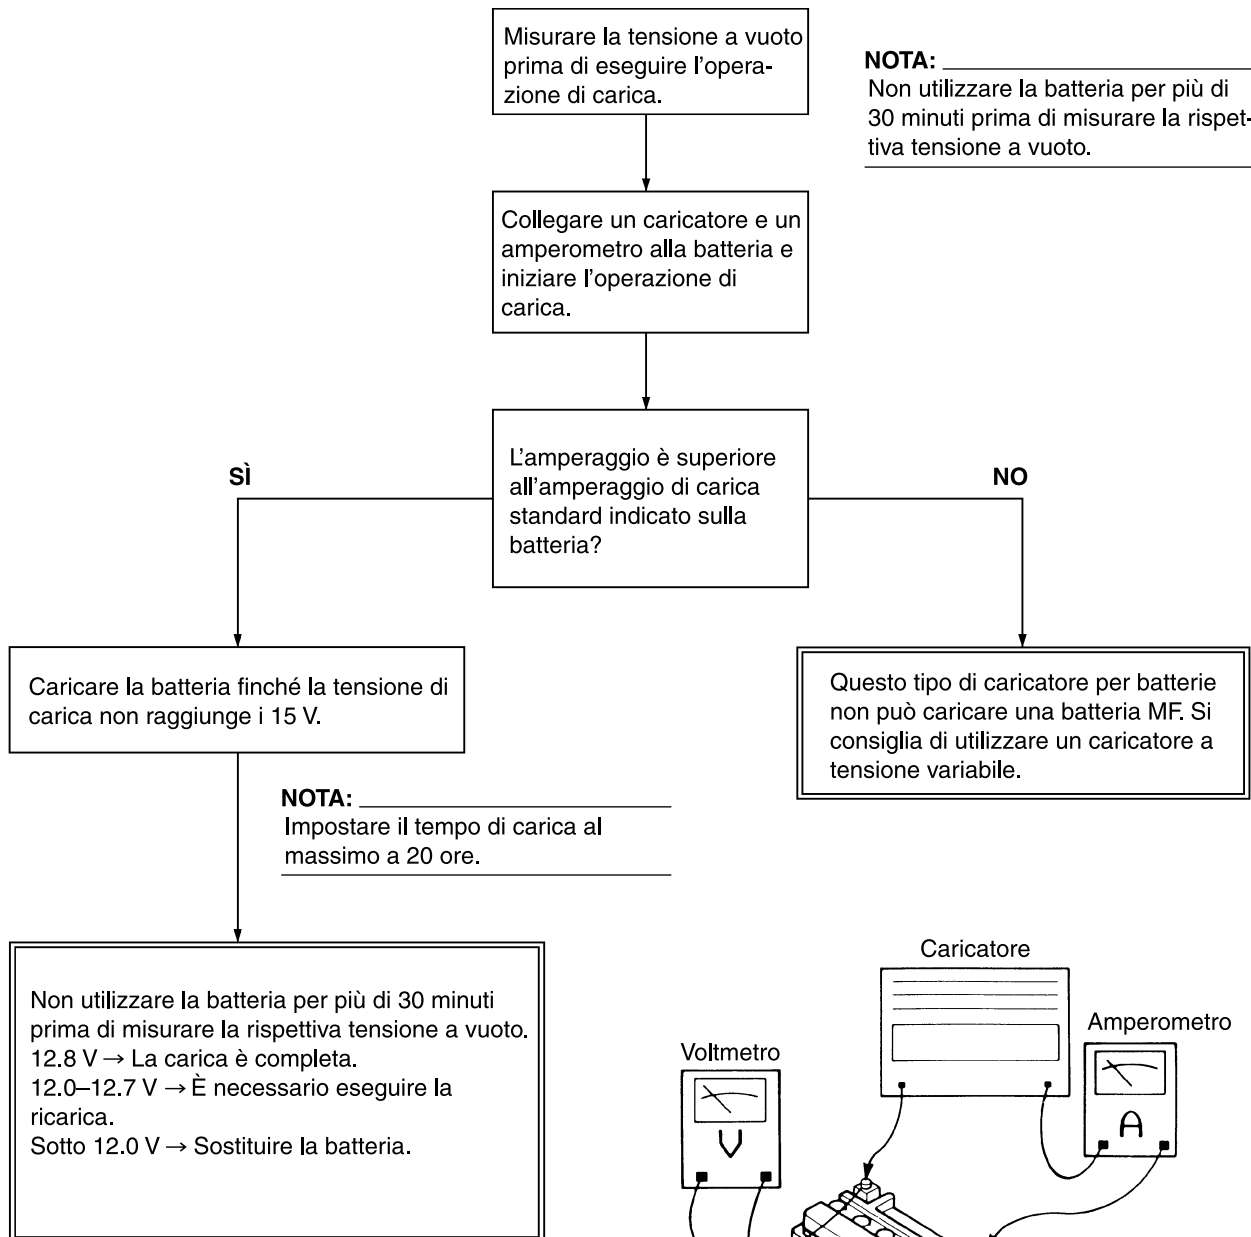 Misurare la tensione a vuoto
prima di eseguire l'opera-
zione di carica.
NOTA:
Non utilizzare la batteria per più di
30 minuti prima di misurare la rispet-
tiva tensione a vuoto.
Collegare un caricatore e un
amperometro alla batteria e
iniziare l'operazione di
carica.
L'amperaggio è superiore
all'amperaggio di carica
standard indicato sulla
batteria?
SÌ
NO
Caricare la batteria finché la tensione di
carica non raggiunge i 15 V.
Questo tipo di caricatore per batterie
non può caricare una batteria MF. Si
consiglia di utilizzare un caricatore a
tensione variabile.
NOTA:
Impostare il tempo di carica al
massimo a 20 ore.
Non utilizzare la batteria per più di 30 minuti
prima di misurare la rispettiva tensione a vuoto.
12.8 V → La carica è completa.
12.0–12.7 V → È necessario eseguire la
ricarica.
Sotto 12.0 V → Sostituire la batteria.
Caricatore
Amperometro
Voltmetro
V
A